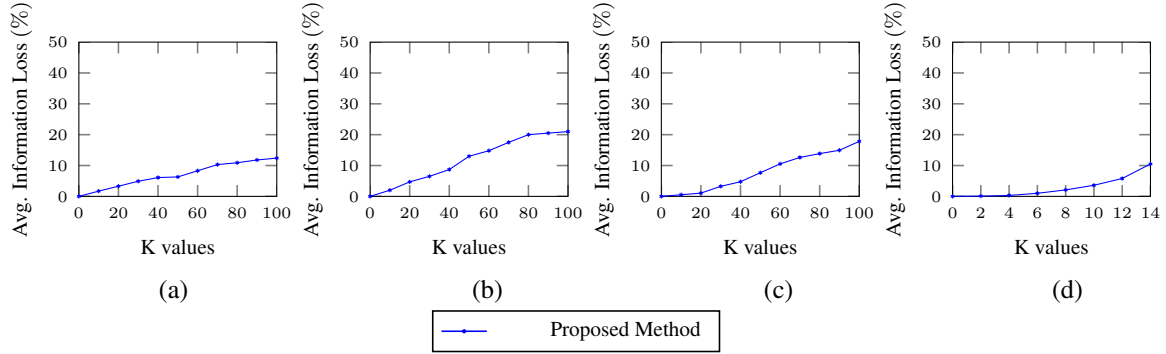 Avg. Information Loss (%)
50
40
30
20
10
0
0 20 40 60 80 100
K values
(a)
Avg. Information Loss (%)
50
40
30
20
10
0
0 20 40 60 80 100
K values
(b)
Avg. Information Loss (%)
50
40
30
20
10
0
0 20 40 60 80 100
K values
(c)
Avg. Information Loss (%)
50
40
30
20
10
0
0 2 4 6 8 10 12 14
K values
(d)
Proposed Method